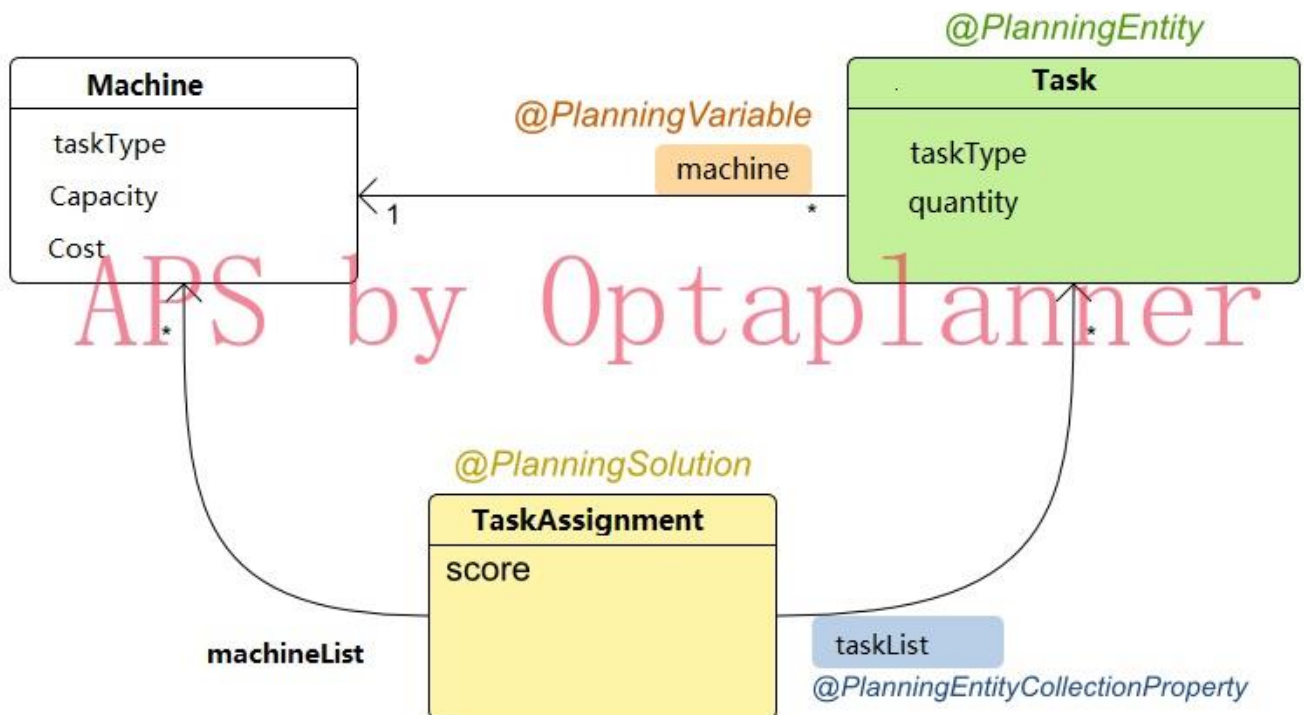 @PlanningEntity
Machine
Task
@PlanningVariable
taskType
machine
taskType
Capacity
quantity
1
*
Cost
APS by Optaplanner
*
*
@PlanningSolution
TaskAssignment
score
machineList
taskList
@PlanningEntityCollectionProperty